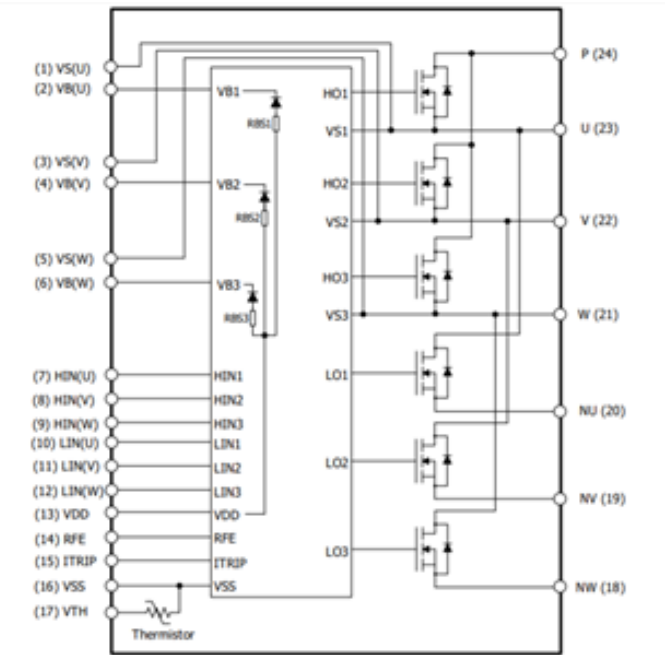 (1) VS(U)
(2) VB(U)
(3) VS(V)
(4) VB(V)
(5) VS(W)
(6) VB(W)
(7) HIN(U)
(8) HIN(V)
(9) HIN(W)
(10) LIN(U)
(11) LIN(V)
(12) LIN(W)
(13) VDD
(14) RFE
(15) ITRIP
(16) VSS
(17) VTH
Thermistor
VB1
RBS1
VB2
RBS2
VB3
RBS3
HIN1
HIN2
HIN3
LIN1
LIN2
LIN3
VDD
RFE
ITRIP
VSS
HO1
VS1
HO2
VS2
HO3
VS3
LO1
LO2
LO3
P (24)
U (23)
V (22)
W (21)
NU (20)
NV (19)
NW (18)